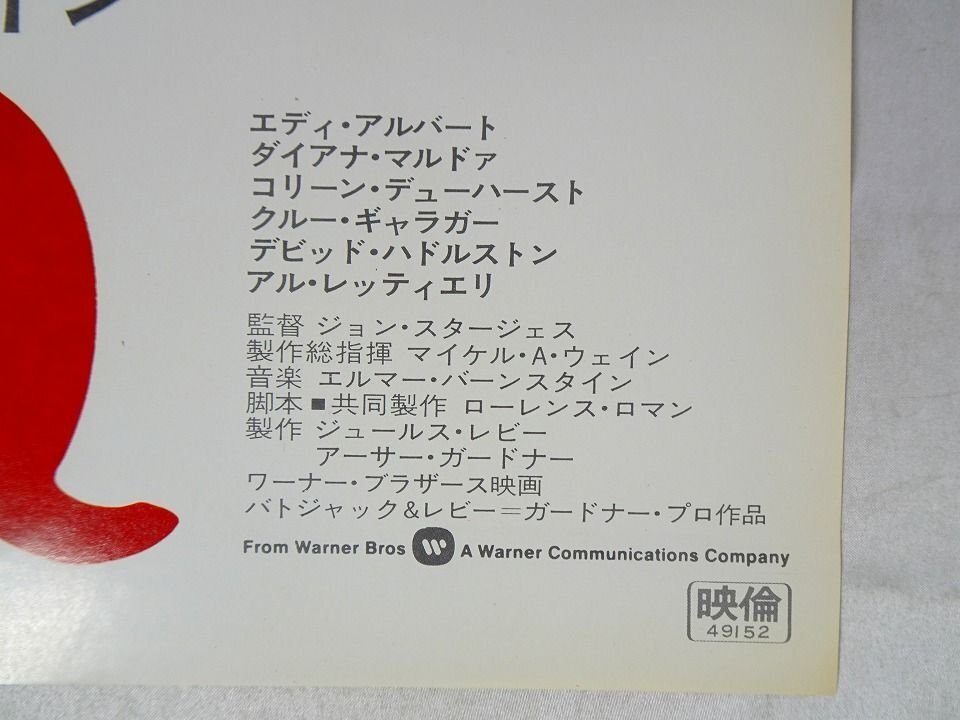 エディ・アルバート
ダイアナ・マルドァ
コリーン・デューハースト
クルー・ギャラガー
デビッド・ハドルストン
アル・レッティエリ
監督 ジョン・スタージェス
製作総指揮 マイケル・A・ウェイン
音楽 エルマー・バーンスタイン
脚本■共同製作 ローレンス・ロマン
製作 ジュールス・レビー
アーサー・ガードナー
ワーナー・ブラザース映画
バトジャック&レビー=ガードナー・プロ作品
From Warner Bros A Warner Communications Company
映倫
49152